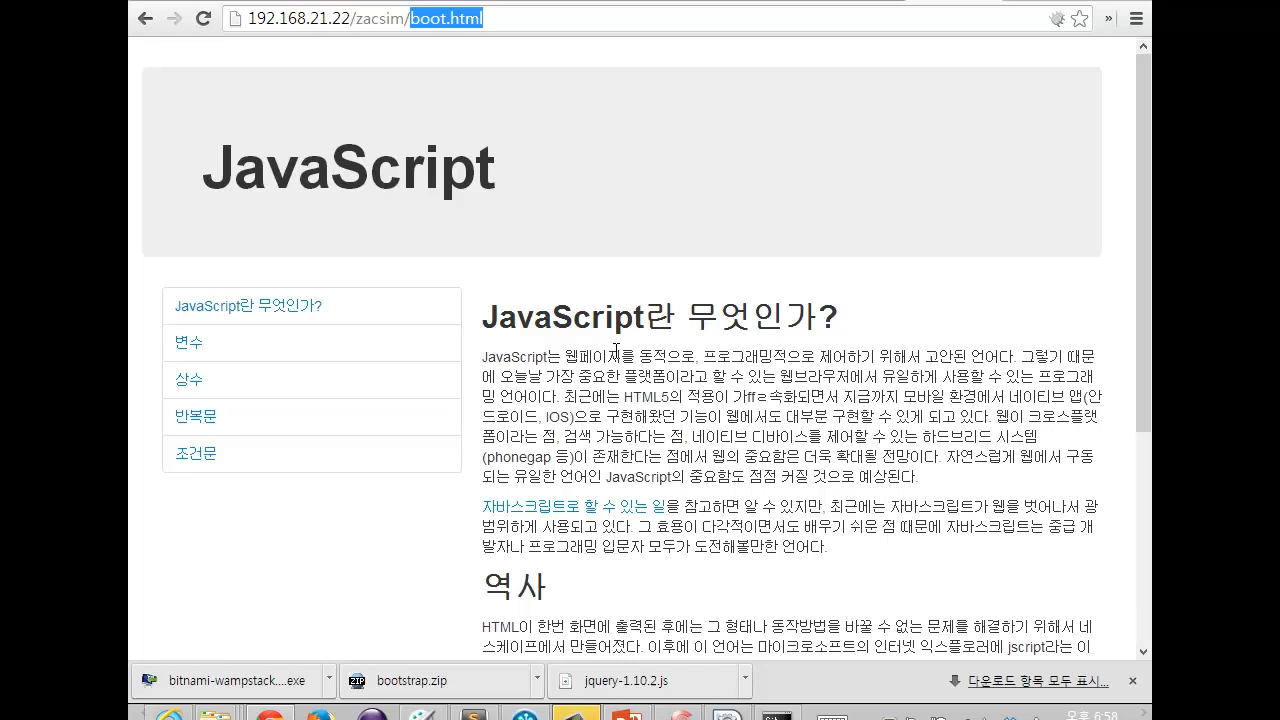 192.168.21.22/zacsim/boot.html
»
JavaScript
JavaScript란 무엇인가?
변수
상수
반복문
조건문
JavaScript란 무엇인가?
JavaScript는 웹페이지를 동적으로, 프로그래밍적으로 제어하기 위해서 고안된 언어다. 그렇기 때문
에 오늘날 가장 중요한 플랫폼이라고 할 수 있는 웹브라우저에서 유일하게 사용할 수 있는 프로그래
밍 언어이다. 최근에는 HTML5의 적용이 가ffㄹ속화되면서 지금까지 모바일 환경에서 네이티브 앱(안
드로이드, IOS)으로 구현해왔던 기능이 웹에서도 대부분 구현할 수 있게 되고 있다. 웹이 크로스플랫
폼이라는 점, 검색 가능하다는 점, 네이티브 디바이스를 제어할 수 있는 하드브리드 시스템
(phonegap 등)이 존재한다는 점에서 웹의 중요함은 더욱 확대될 전망이다. 자연스럽게 웹에서 구동
되는 유일한 언어인 JavaScript의 중요함도 점점 커질 것으로 예상된다.
자바스크립트로 할 수 있는 일을 참고하면 알 수 있지만, 최근에는 자바스크립트가 웹을 벗어나서 광
범위하게 사용되고 있다. 그 효용이 다각적이면서도 배우기 쉬운 점 때문에 자바스크립트는 중급 개
발자나 프로그래밍 입문자 모두가 도전해볼만한 언어다.
역사
HTML이 한번 화면에 출력된 후에는 그 형태나 동작방법을 바꿀 수 없는 문제를 해결하기 위해서 네
스케이프에서 만들어졌다. 이후에 이 언어는 마이크로소프트의 인터넷 익스플로러에 jscript라는 이
bitnami-wampstack....exe
bootstrap.zip
jquery-1.10.2.js
다운로드 항목 모두 표시...
오후 6:58